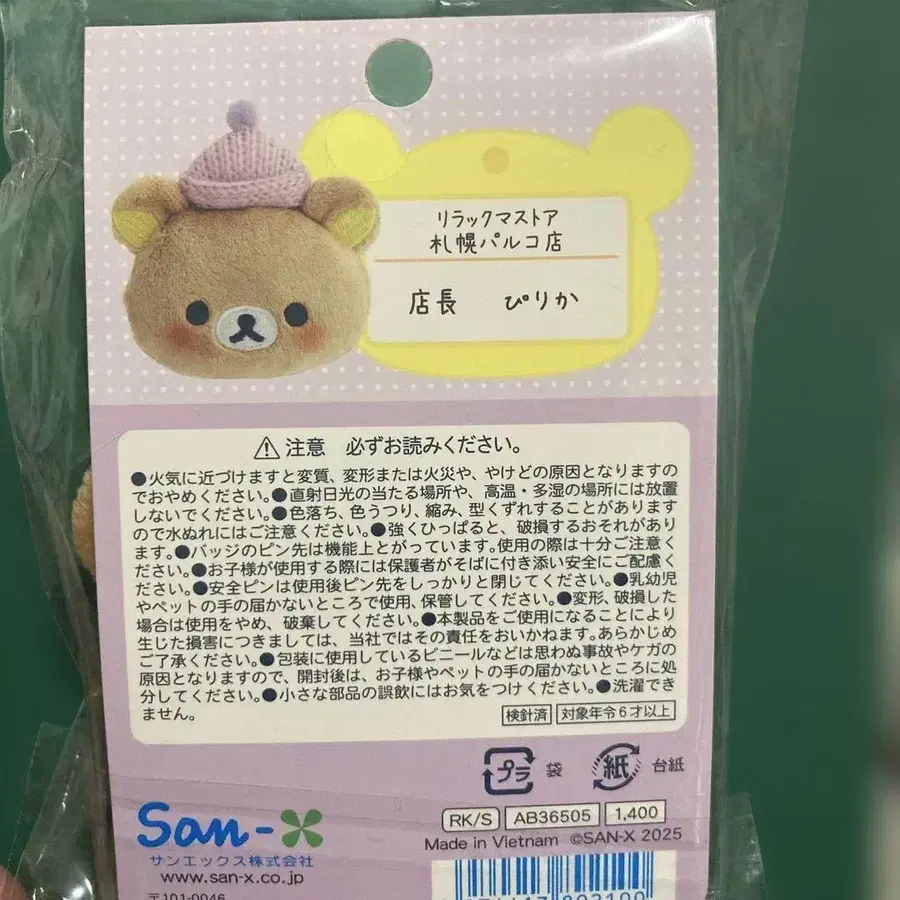 リラックマストア
札幌パルコ店
店長 ぴりか
注意 必ずお読みください。
●火気に近づけますと変質、変形または火災や、やけどの原因となりますの
でおやめください。●直射日光の当たる場所や、高温・多湿の場所には放置
しないでください。●色落ち、色うつり、縮み、型くずれすることがあります
ので水ぬれにはご注意ください。●強くひっぱると、破損するおそれがあり
ます。●バッジのピン先は機能上とがっています。使用の際は十分ご注意く
ださい。●お子様が使用する際には保護者がそばに付き添い安全にご配慮く
ださい。●安全ピンは使用後ピン先をしっかりと閉じてください。●乳幼児
やペットの手の届かないところで使用、保管してください。●変形、破損した
場合は使用をやめ、破棄してください。●本製品をご使用になることにより
生じた損害につきましては、当社ではその責任をおいかねます。あらかじめ
ご了承ください。●包装に使用しているビニールなどは思わぬ事故やケガの
原因となりますので、開封後は、お子様やペットの手の届かないところに処
分してください。●小さな部品の誤飲にはお気をつけください。●洗濯でき
ません。
検針済 対象年令6才以上
プラ 袋 紙 台紙
San-X
サンエックス株式会社
www.san-x.co.jp
RK/S AB36505 1,400
Made in Vietnam ©SAN-X 2025
〒101-0046